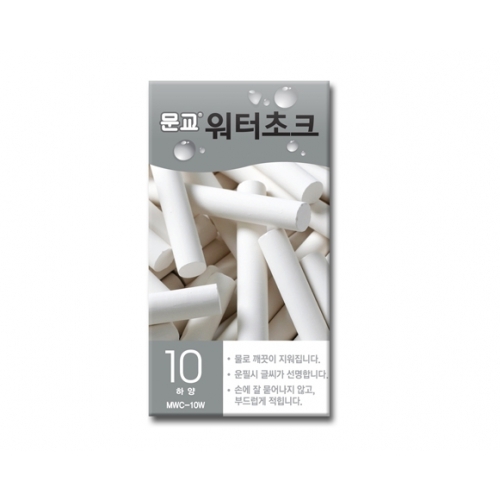 문교® 워터초크
10
하양
MWC-10W
• 물로 깨끗이 지워집니다.
• 운필시 글씨가 선명합니다.
• 손에 잘 묻어나지 않고,
부드럽게 적힙니다.